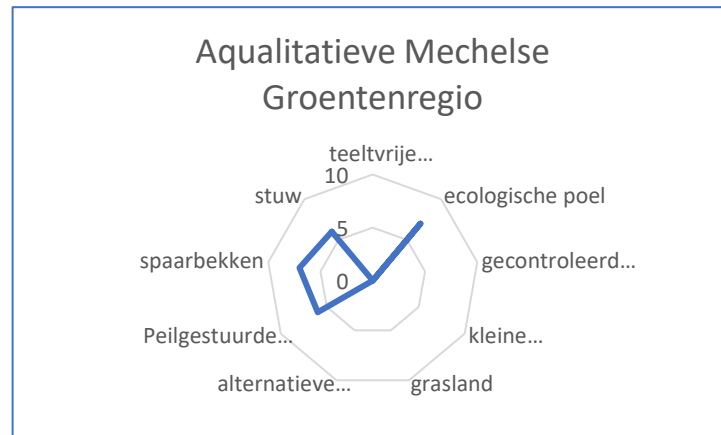 Aqualitatieve Mechelse
Groentenregio
teeltvrije...
10
stuw
ecologische poel
5
spaarbekken
gecontroleerd...
0
Peilgestuurde...
kleine...
alternatieve...
grasland